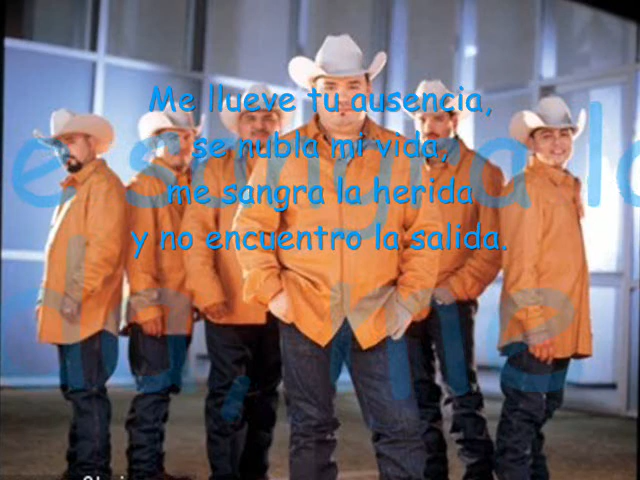 Me llueve tu ausencia,
se nubla mi vida,
me sangra la herida
y no encuentro la salida.